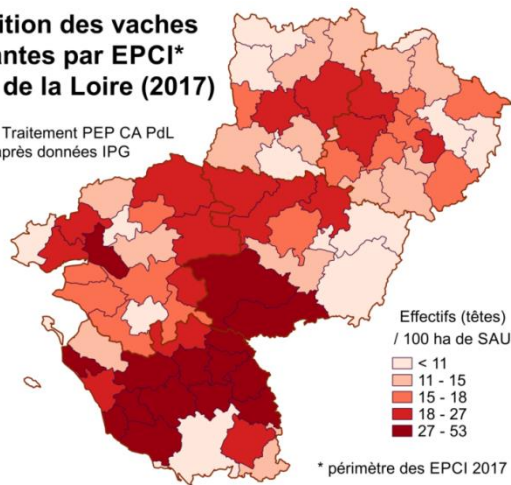 ition des vaches
antes par EPCI*
de la Loire (2017)
Traitement PEP CA PdL
après données IPG
Effectifs (têtes)
/ 100 ha de SAU
< 11
11 - 15
15 - 18
18 - 27
27 - 53
* périmètre des EPCI 2017